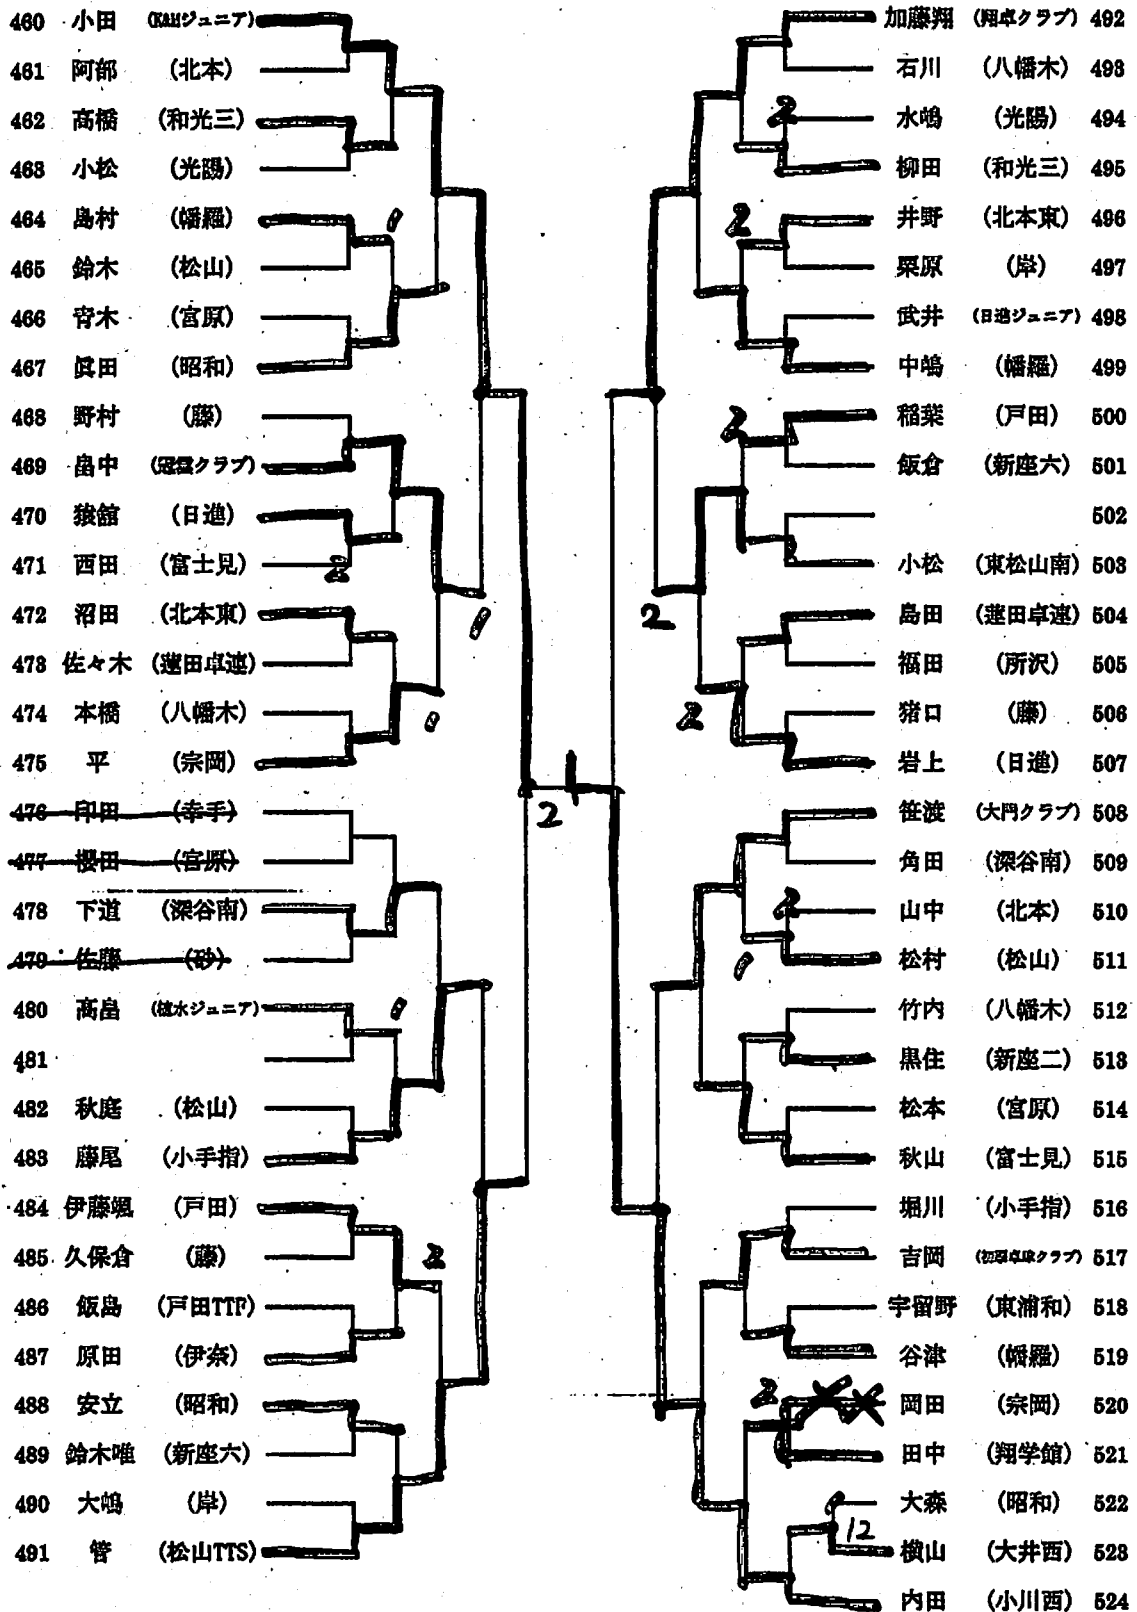 460 小田 (K&Hジュニア)
461 阿部 (北本)
462 高橋 (和光三)
463 小松 (光陽)
464 島村 (幡羅)
465 鈴木 (松山)
466 青木 (宮原)
467 眞田 (昭和)
468 野村 (藤)
469 畠中 (冠雲クラブ)
470 狼舘 (日進)
471 西田 (富士見)
472 沼田 (北本東)
473 佐々木 (蓮田卓連)
474 本橋 (八幡木)
475 平 (宗岡)
476 印田 (幸手)
477 櫻田 (宮原)
478 下道 (深谷南)
479 佐藤 (砂)
480 高畠 (植水ジュニア)
481
482 秋庭 (松山)
483 藤尾 (小手指)
484 伊藤颯 (戸田)
485 久保倉 (藤)
486 飯島 (戸田TTF)
487 原田 (伊奈)
488 安立 (昭和)
489 鈴木唯 (新座六)
490 大嶋 (岸)
491 管 (松山TTS)
1
2
1
1
1
2
2
1
加藤翔 (翔卓クラブ) 492
石川 (八幡木) 493
水嶋 (光陽) 494
柳田 (和光三) 495
井野 (北本東) 496
栗原 (岸) 497
武井 (日進ジュニア) 498
中嶋 (幡羅) 499
稲葉 (戸田) 500
飯倉 (新座六) 501
502
小松 (東松山南) 503
島田 (蓮田卓連) 504
福田 (所沢) 505
猪口 (藤) 506
岩上 (日進) 507
笹渡 (大門クラブ) 508
角田 (深谷南) 509
山中 (北本) 510
松村 (松山) 511
竹内 (八幡木) 512
黒住 (新座二) 513
松本 (宮原) 514
秋山 (富士見) 515
堀川 (小手指) 516
吉岡 517
宇留野 (東浦和) 518
谷津 (幡羅) 519
岡田 (宗岡) 520
田中 (翔学館) 521
大森 (昭和) 522
横山 (大井西) 523
内田 (小川西) 524
2
2
2
2
2
2
1
2
12